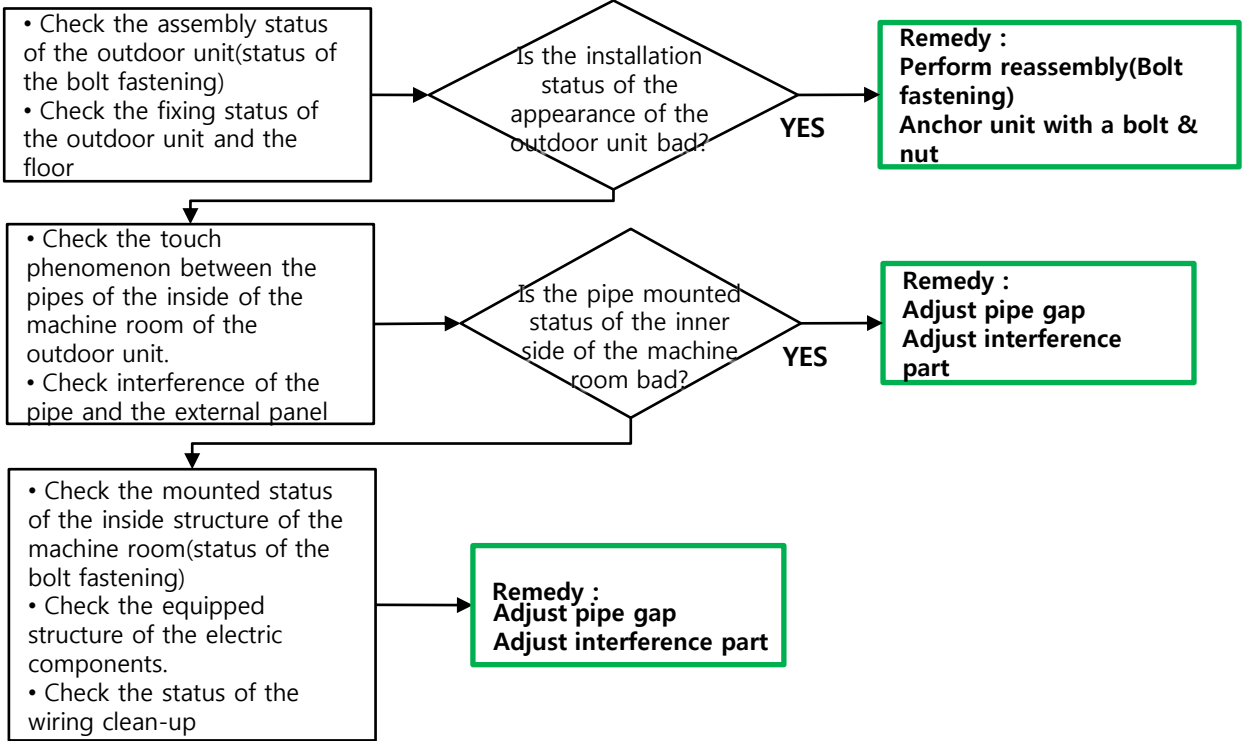 • Check the assembly status
of the outdoor unit(status of
the bolt fastening)
• Check the fixing status of
the outdoor unit and the
floor
Is the installation
status of the
appearance of the
outdoor unit bad?
YES
Remedy :
Perform reassembly(Bolt
fastening)
Anchor unit with a bolt &
nut
• Check the touch
phenomenon between the
pipes of the inside of the
machine room of the
outdoor unit.
• Check interference of the
pipe and the external panel
Is the pipe mounted
status of the inner
side of the machine
room bad?
YES
Remedy :
Adjust pipe gap
Adjust interference
part
• Check the mounted status
of the inside structure of the
machine room(status of the
bolt fastening)
• Check the equipped
structure of the electric
components.
• Check the status of the
wiring clean-up
Remedy :
Adjust pipe gap
Adjust interference part